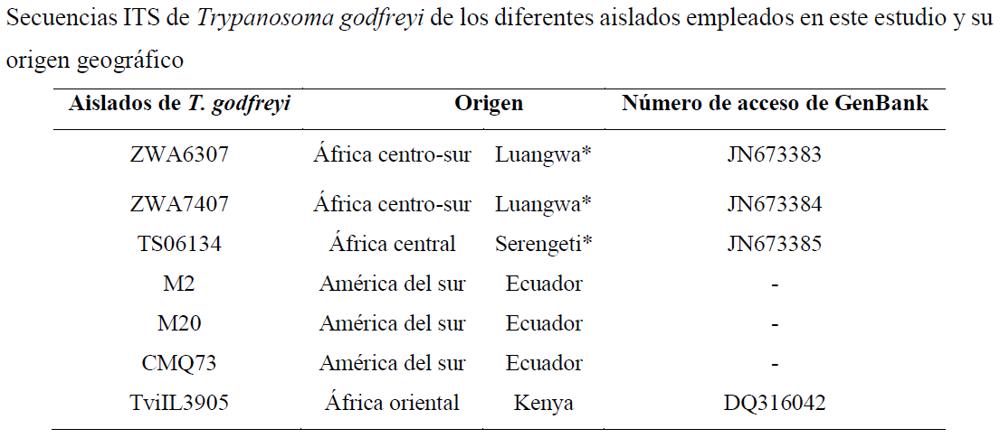 Secuencias ITS de Trypanosoma godfreyi de los diferentes aislados empleados en este estudio y su
origen geográfico
Aislados de T. godfreyi Origen Número de acceso de GenBank
ZWA6307 África centro-sur Luangwa* JN673383
ZWA7407 África centro-sur Luangwa* JN673384
TS06134 África central Serengeti* JN673385
M2 América del sur Ecuador -
M20 América del sur Ecuador -
CMQ73 América del sur Ecuador -
TviIL3905 África oriental Kenya DQ316042